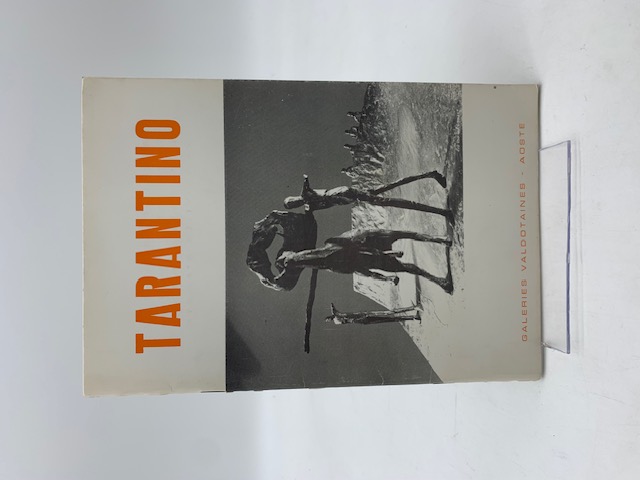 TARANTINO
GALERIES VALDOTAINES - AOSTE